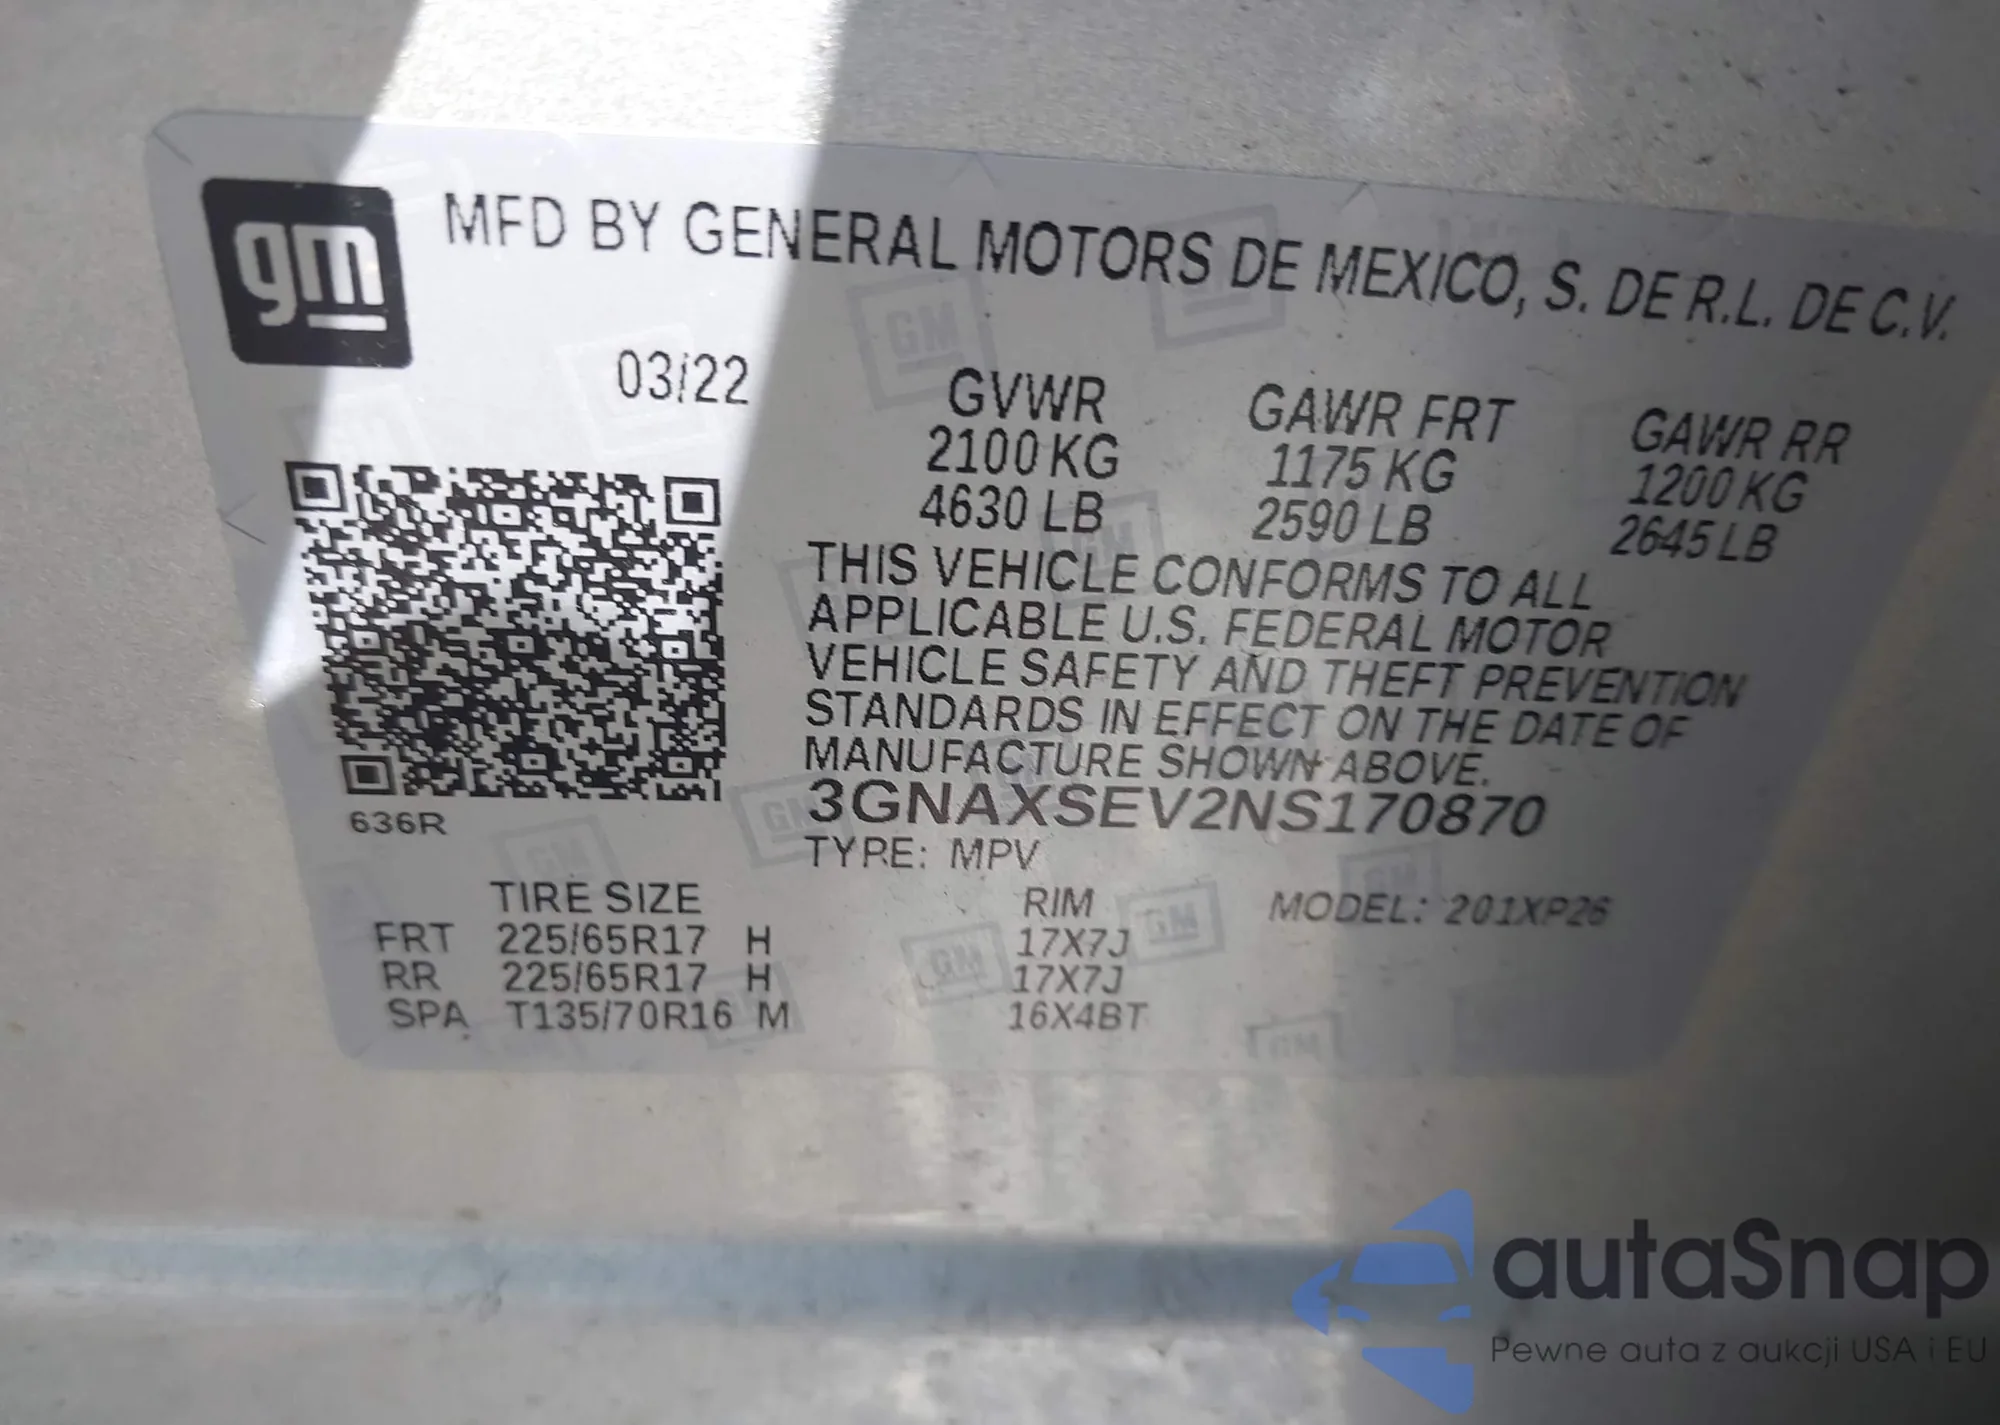 gm
MFD BY GENERAL MOTORS DE MEXICO, S. DE R.L. DE C.V.
03/22
GVWR GAWR FRT GAWR RR
2100 KG 1175 KG 1200 KG
4630 LB 2590 LB 2645 LB
THIS VEHICLE CONFORMS TO ALL
APPLICABLE U.S. FEDERAL MOTOR
VEHICLE SAFETY AND THEFT PREVENTION
STANDARDS IN EFFECT ON THE DATE OF
MANUFACTURE SHOWN ABOVE.
3GNAXSEV2NS170870
636R
TYPE: MPV
TIRE SIZE RIM MODEL: 201XP26
FRT 225/65R17 H 17X7J
RR 225/65R17 H 17X7J
SPA T135/70R16 M 16X4BT
autaSnap
Pewne auta z aukcji USA i EU